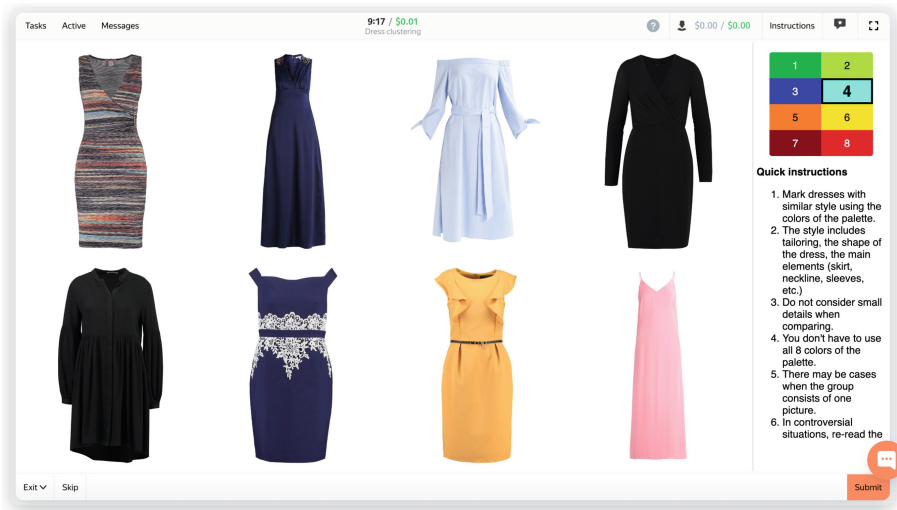 Tasks Active Messages 9:17 / $0.01 $0.00 / $0.00 Instructions
Dress clustering
1 2
3 4
5 6
7 8
Quick instructions
1. Mark dresses with
similar style using the
colors of the palette.
2. The style includes
tailoring, the shape of
the dress, the main
elements (skirt,
neckline, sleeves,
etc.)
3. Do not consider small
details when
comparing.
4. You don't have to use
all 8 colors of the
palette.
5. There may be cases
when the group
consists of one
picture.
6. In controversial
situations, re-read the
Exit Skip Submit